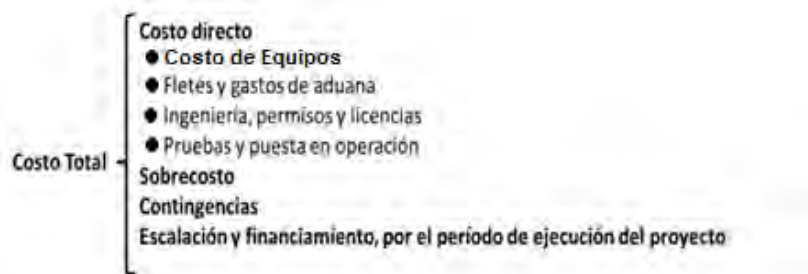 Costo directo
● Costo de Equipos
● Fletes y gastos de aduana
● Ingeniería, permisos y licencias
● Pruebas y puesta en operación
Costo Total
Sobrecosto
Contingencias
Escalación y financiamiento, por el período de ejecución del proyecto